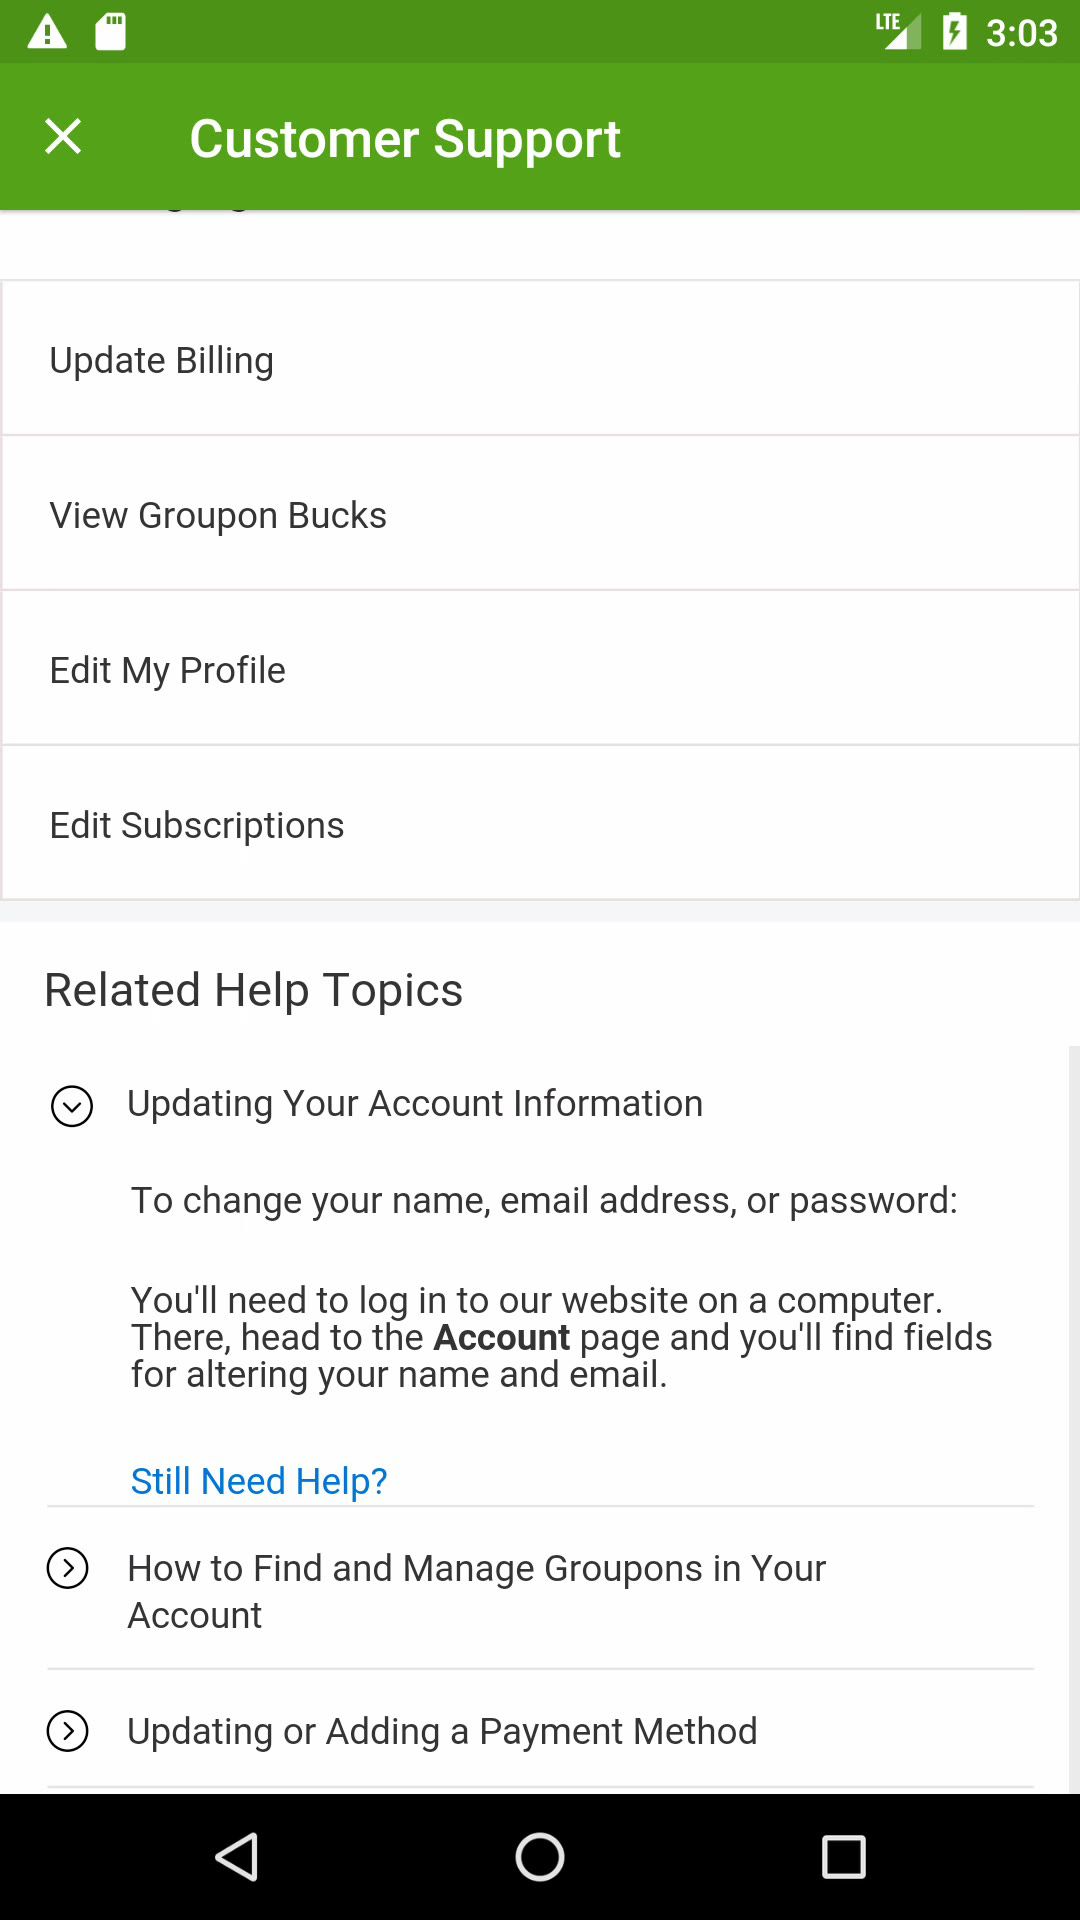 LTE 3:03
Customer Support
Update Billing
View Groupon Bucks
Edit My Profile
Edit Subscriptions
Related Help Topics
Updating Your Account Information
To change your name, email address, or password:
You'll need to log in to our website on a computer.
There, head to the Account page and you'll find fields
for altering your name and email.
Still Need Help?
How to Find and Manage Groupons in Your
Account
Updating or Adding a Payment Method